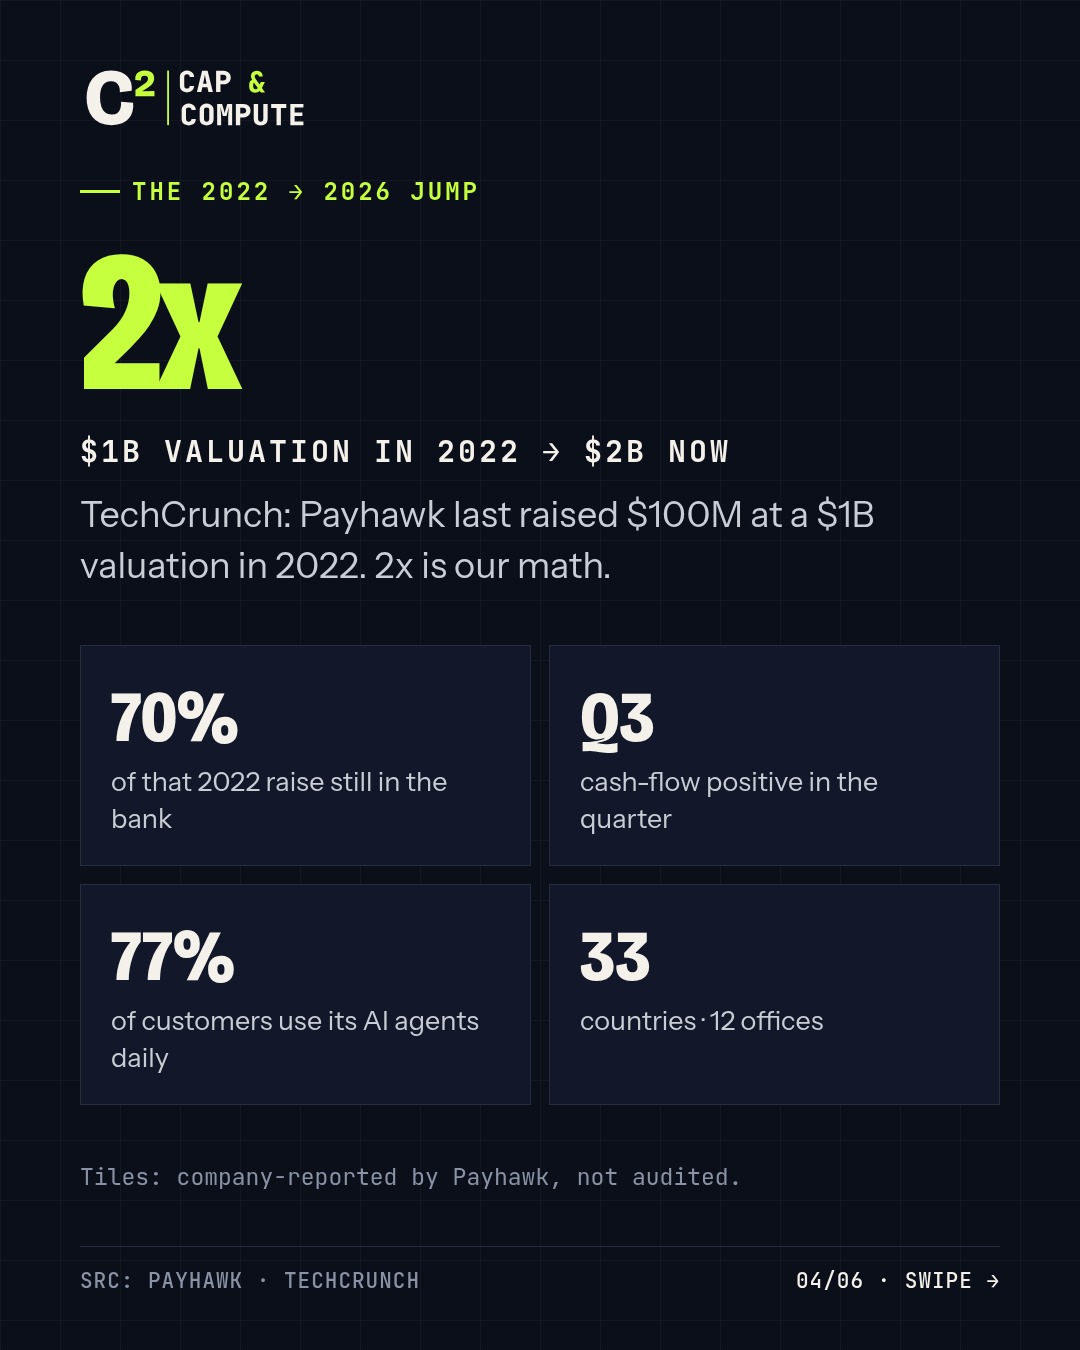 C² CAP &
COMPUTE
THE 2022 → 2026 JUMP
2x
$1B VALUATION IN 2022 → $2B NOW
TechCrunch: Payhawk last raised $100M at a $1B
valuation in 2022. 2x is our math.
70%
of that 2022 raise still in the
bank
Q3
cash-flow positive in the
quarter
77%
of customers use its AI agents
daily
33
countries · 12 offices
Tiles: company-reported by Payhawk, not audited.
SRC: PAYHAWK · TECHCRUNCH
04/06 · SWIPE →